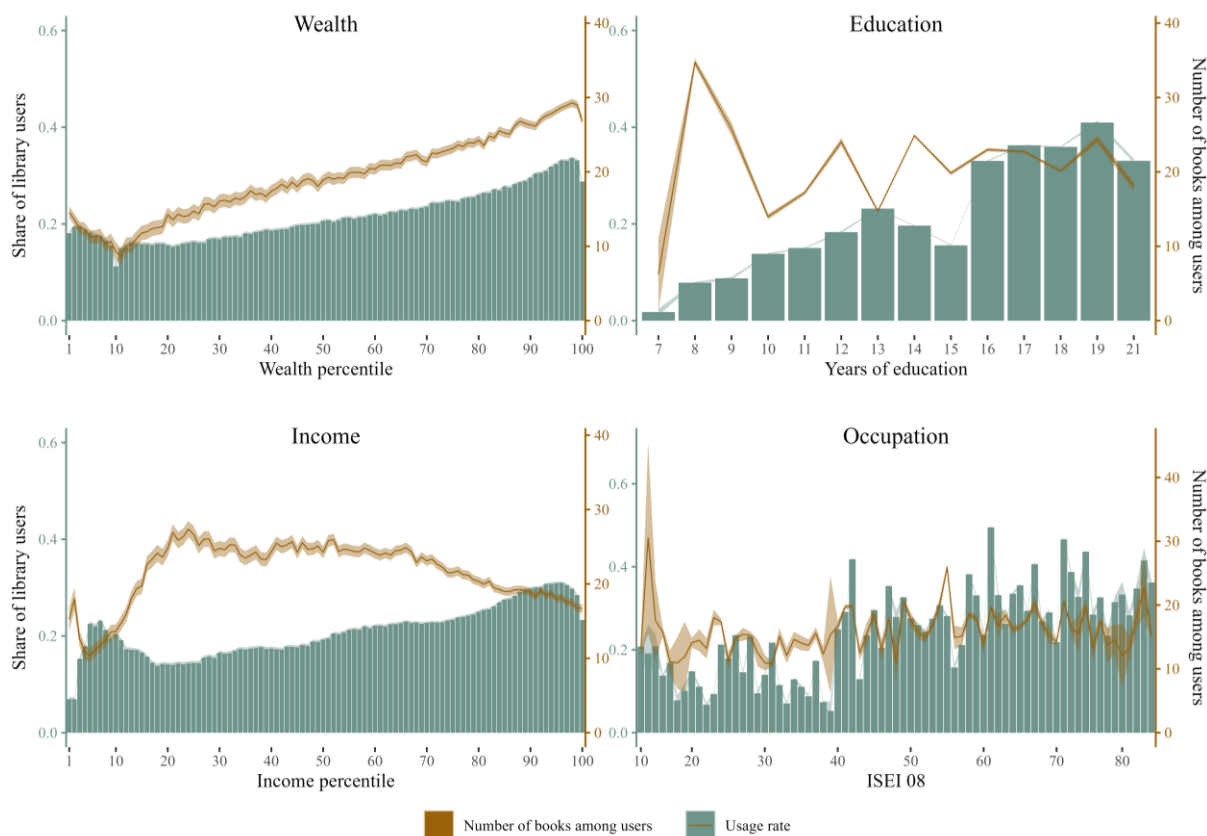 Wealth
Share of library users
0.6
0.4
0.2
0.0
40
30
20
10
0
1 10 20 30 40 50 60 70 80 90 100
Wealth percentile
Education
0.6
0.4
0.2
0.0
40
30
20
10
0
Number of books among users
7 8 9 10 11 12 13 14 15 16 17 18 19 21
Years of education
Income
Share of library users
0.6
0.4
0.2
0.0
40
30
20
10
0
1 10 20 30 40 50 60 70 80 90 100
Income percentile
Occupation
0.6
0.4
0.2
0.0
40
30
20
10
0
Number of books among users
10 20 30 40 50 60 70 80
ISEI 08
Number of books among users Usage rate